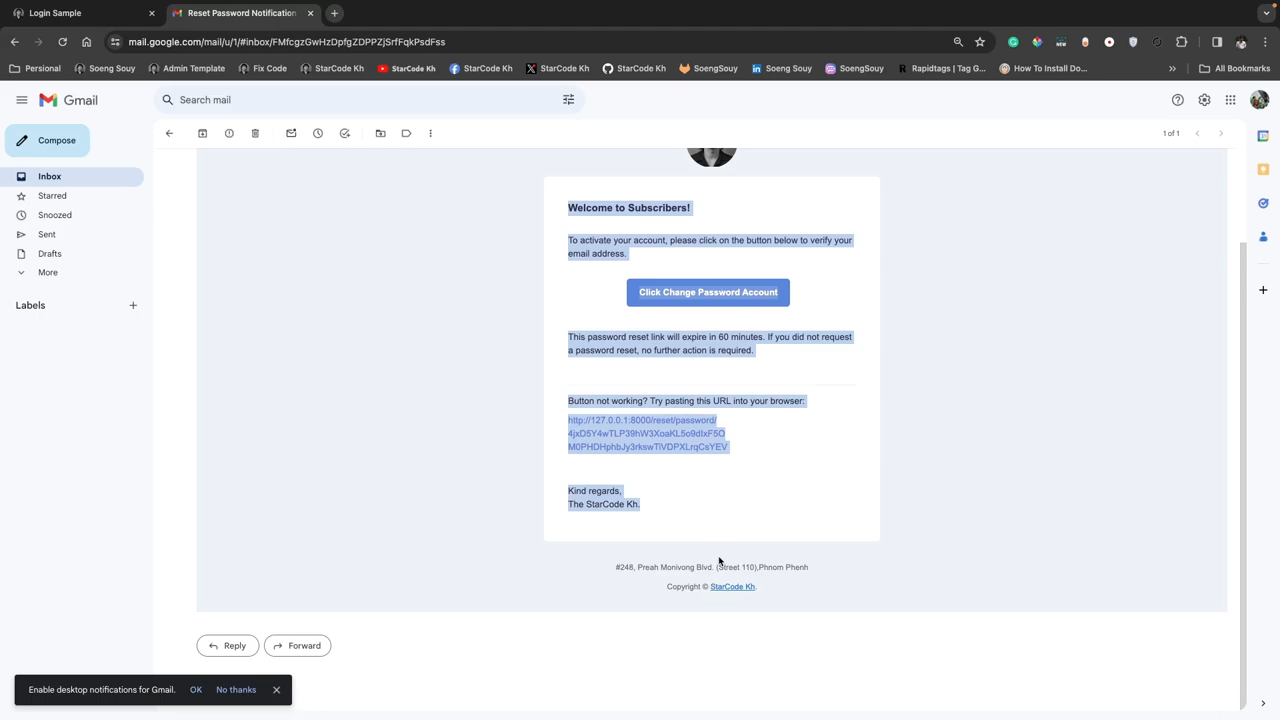 Login Sample
Reset Password Notification
mail.google.com/mail/u/1/#inbox/FMfcgzGwHzDpfgZDPPZjSrfFqkPsdFss
Personal
Soeng Souy
Admin Template
Fix Code
StarCode Kh
StarCode Kh
StarCode Kh
StarCode Kh
StarCode Kh
SoengSouy
Soeng Souy
SoengSouy
Rapidtags | Tag G...
How To Install Do...
All Bookmarks
Gmail
Search mail
Compose
1 of 1
Inbox
Starred
Snoozed
Sent
Drafts
More
Labels
Welcome to Subscribers!
To activate your account, please click on the button below to verify your
email address.
Click Change Password Account
This password reset link will expire in 60 minutes. If you did not request
a password reset, no further action is required.
Button not working? Try pasting this URL into your browser:
http://127.0.0.1:8000/reset/password/
4jxD5Y4wTLP39hW3XoaKL5o9dIxF5O
M0PHDHphbJy3rkswTiVDPXLrqCsYEV
Kind regards,
The StarCode Kh.
#248, Preah Monivong Blvd. (Street 110),Phnom Phenh
Copyright © StarCode Kh.
Reply
Forward
Enable desktop notifications for Gmail.
OK
No thanks